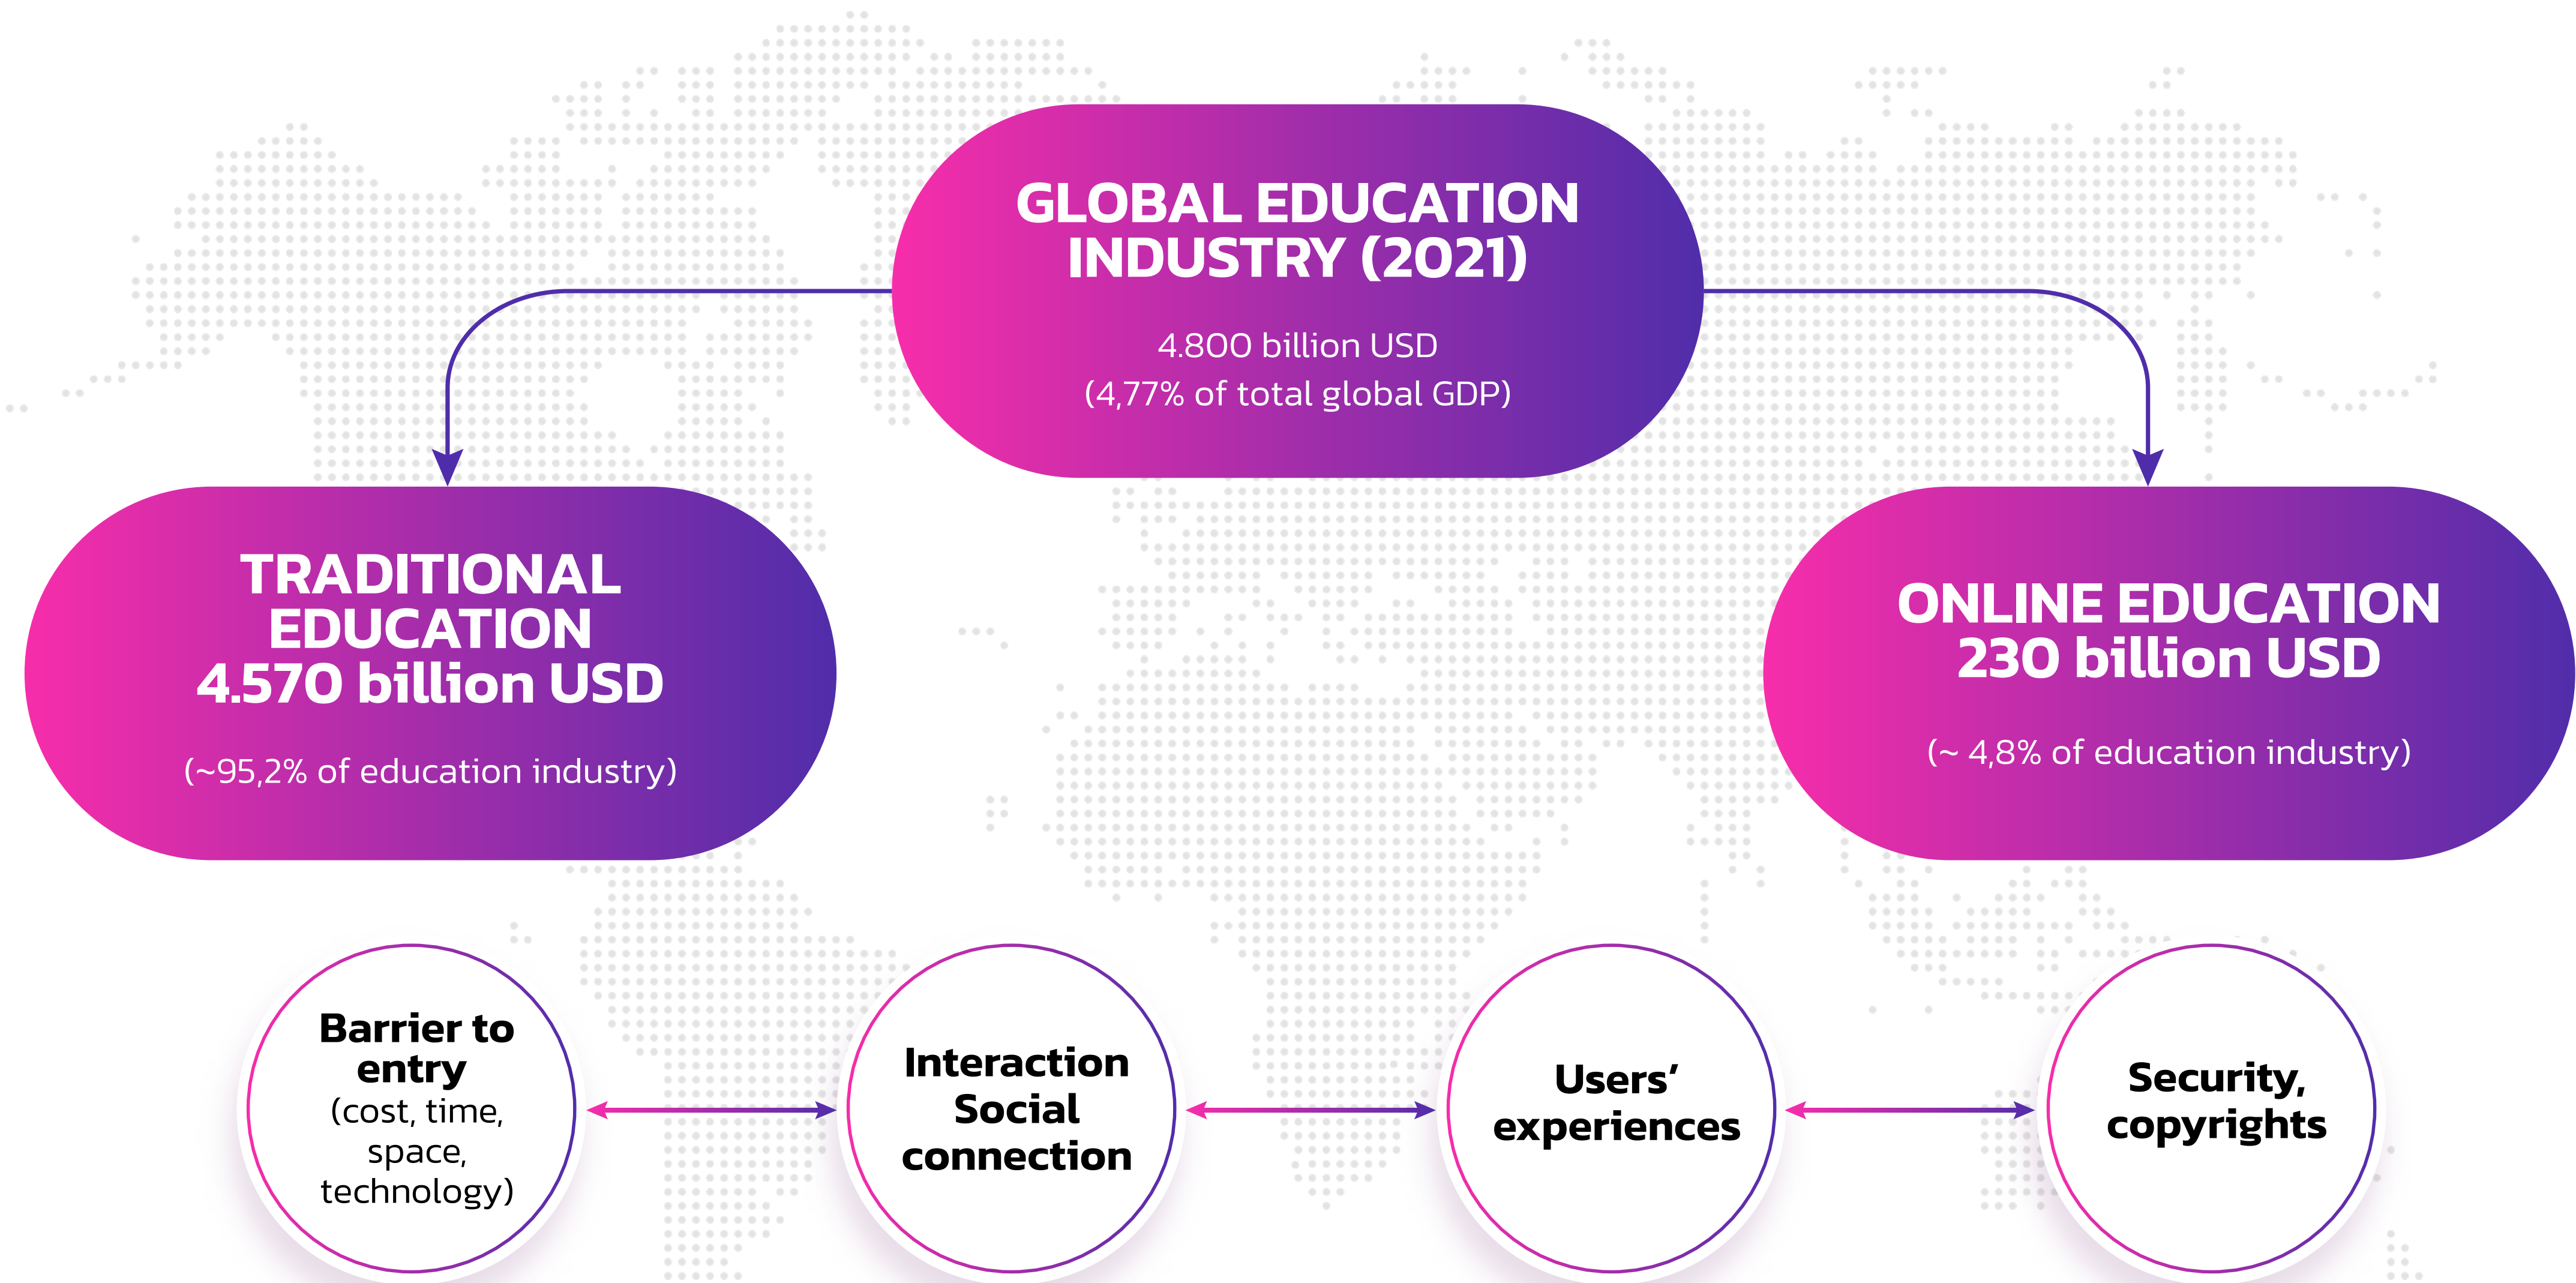 GLOBAL EDUCATION
INDUSTRY (2021)
4.800 billion USD
(4,77% of total global GDP)
TRADITIONAL
EDUCATION
4.570 billion USD
(~95,2% of education industry)
ONLINE EDUCATION
230 billion USD
(~ 4,8% of education industry)
Barrier to
entry
(cost, time,
space,
technology)
Interaction
Social
connection
Users’
experiences
Security,
copyrights